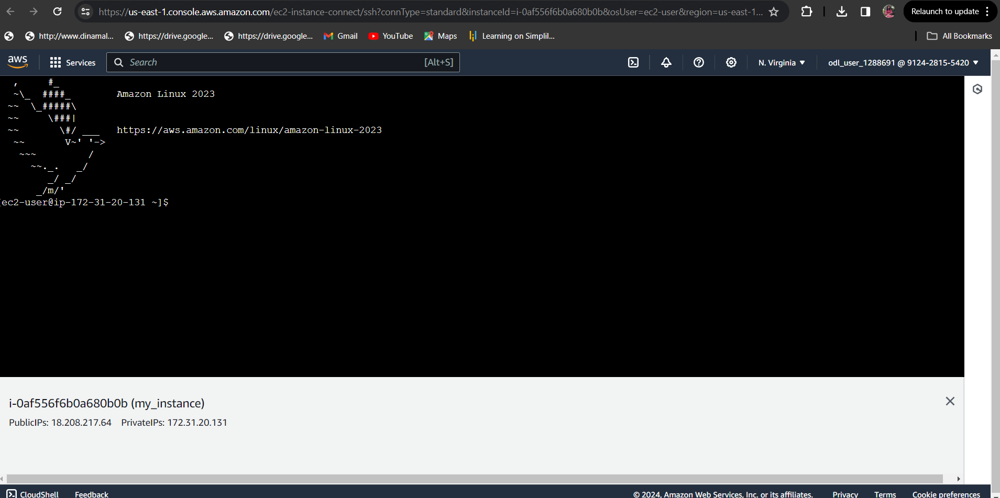 https://us-east-1.console.aws.amazon.com/ec2-instance-connect/ssh?connType=standard&instanceId=i-0af556f6b0a680b0b&osUser=ec2-user&region=us-east-1...
Relaunch to update
http://www.dinamal... https://drive.google... https://drive.google... Gmail YouTube Maps Learning on Simplil... All Bookmarks
aws Services Search [Alt+S] N. Virginia odl_user_1288691 @ 9124-2815-5420
   ,     #_
  ~\_  ####_        Amazon Linux 2023
 ~~  \_#####\
 ~~     \###|
 ~~       \#/ ___   https://aws.amazon.com/linux/amazon-linux-2023
  ~~       V~' '->
   ~~~         /
     ~~._.   _/
        _/ _/
      _/m/'
[ec2-user@ip-172-31-20-131 ~]$
i-0af556f6b0a680b0b (my_instance)
PublicIPs: 18.208.217.64 PrivateIPs: 172.31.20.131
CloudShell Feedback © 2024, Amazon Web Services, Inc. or its affiliates. Privacy Terms Cookie preferences